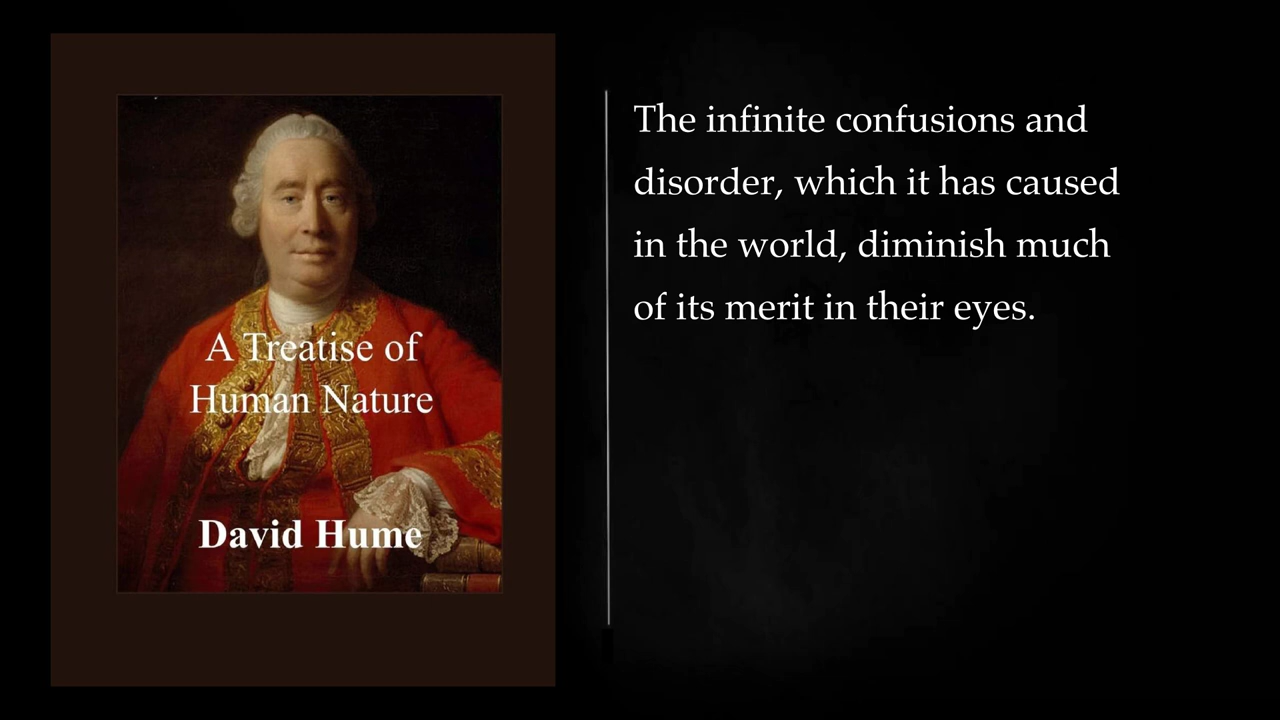 A Treatise of
Human Nature
David Hume
The infinite confusions and
disorder, which it has caused
in the world, diminish much
of its merit in their eyes.